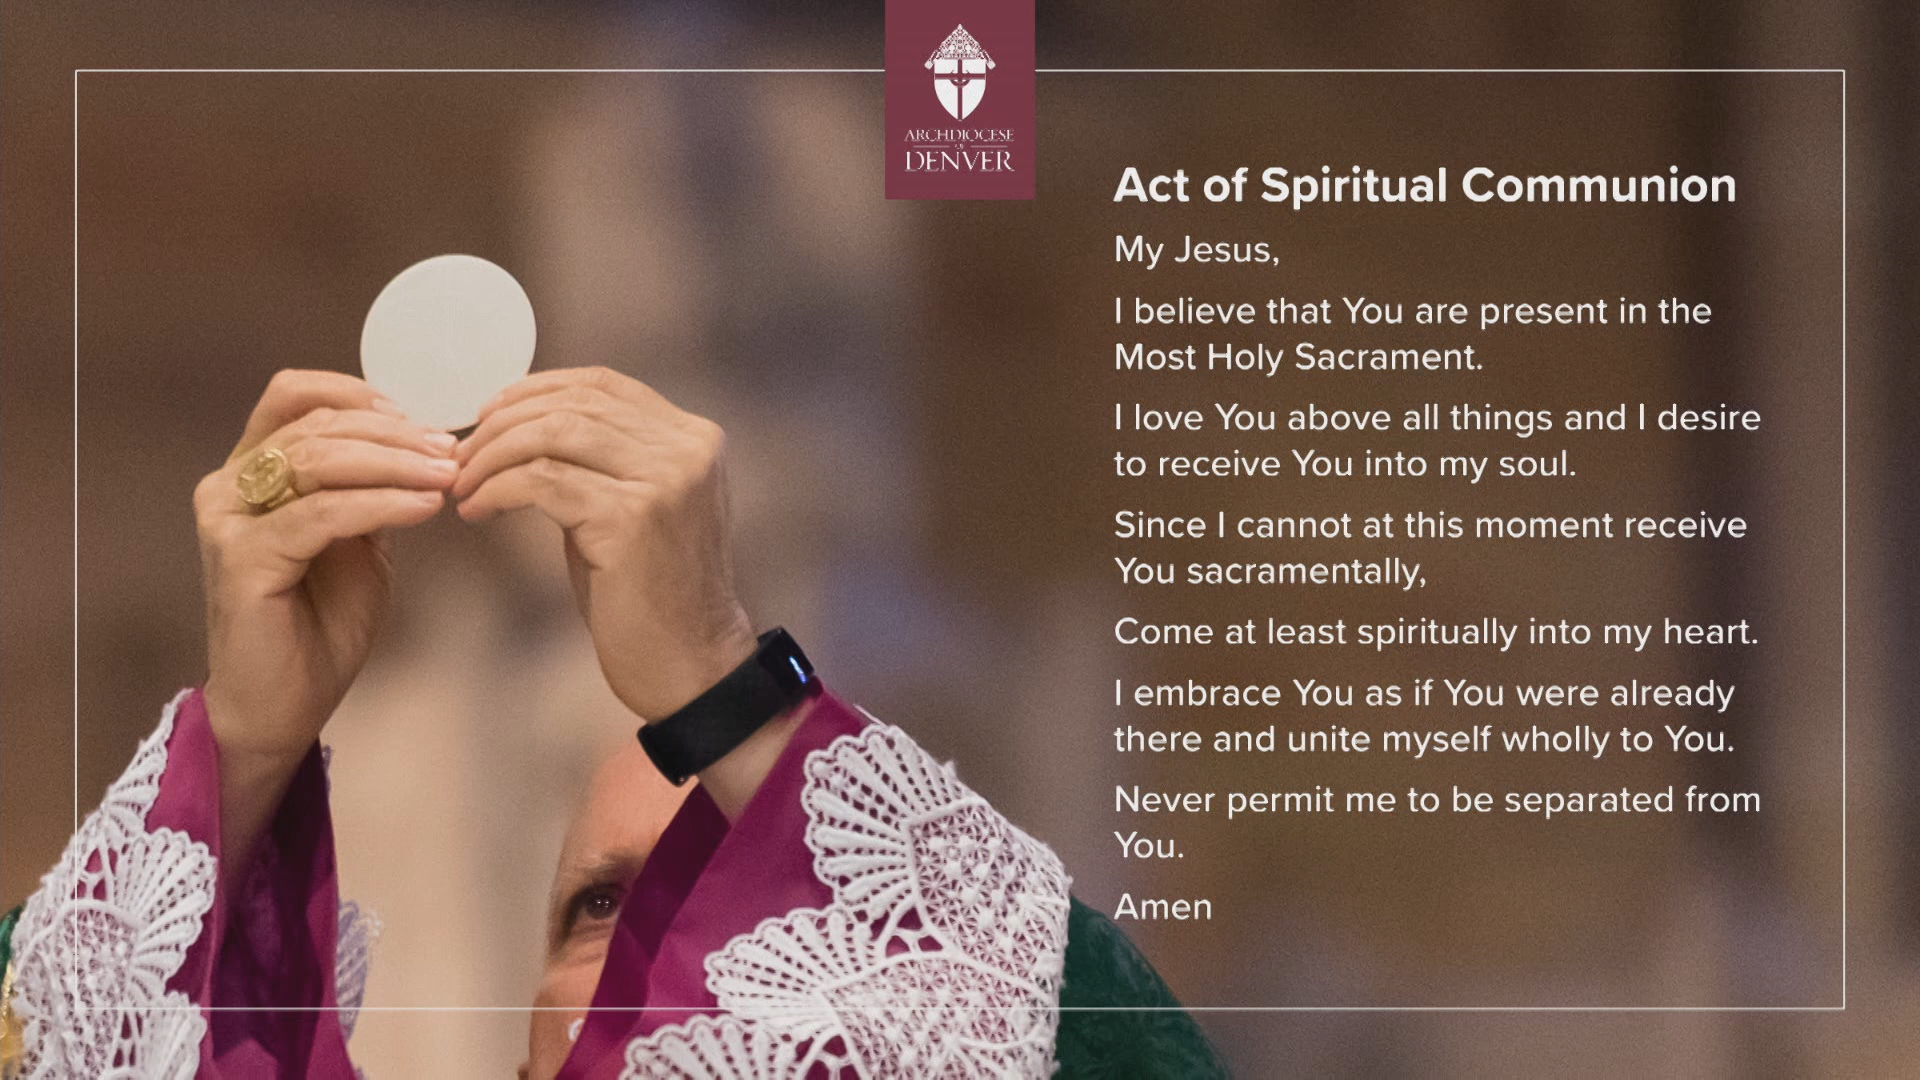 ARCHDIOCESE
OF
DENVER
Act of Spiritual Communion
My Jesus,
I believe that You are present in the
Most Holy Sacrament.
I love You above all things and I desire
to receive You into my soul.
Since I cannot at this moment receive
You sacramentally,
Come at least spiritually into my heart.
I embrace You as if You were already
there and unite myself wholly to You.
Never permit me to be separated from
You.
Amen